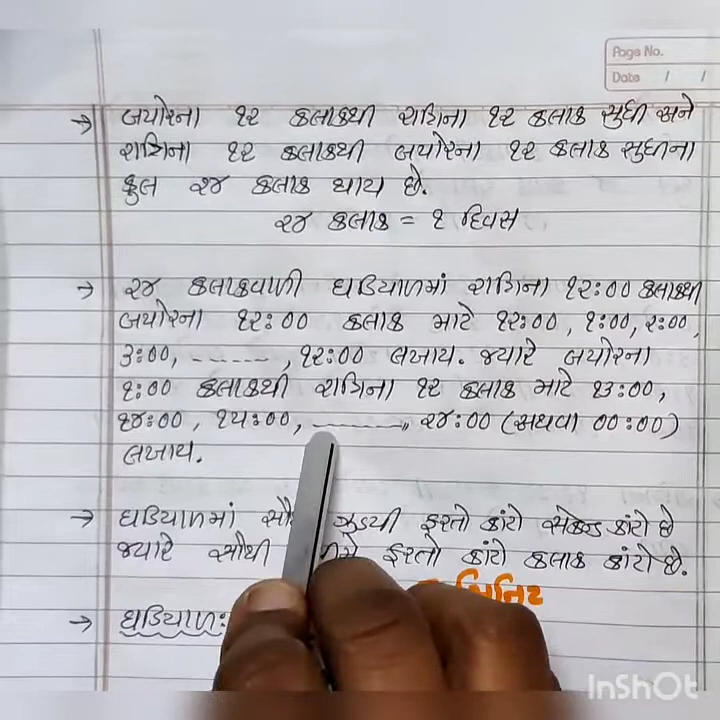 Page No.
Date / /
→ બપોરના ૧૨ કલાકથી રાત્રિના ૧૨ કલાક સુધી અને
રાત્રિના ૧૨ કલાકથી બપોરના ૧૨ કલાક સુધીના
કુલ ૨૪ કલાક થાય છે.
૨૪ કલાક = ૧ દિવસ
→ ૨૪ કલાકવાળી ઘડિયાળમાં રાત્રિના ૧૨:૦૦ કલાકથી
બપોરના ૧૨:૦૦ કલાક માટે ૧૨:૦૦, ૧:૦૦, ૨:૦૦,
૩:૦૦, -------, ૧૨:૦૦ લખાય. જ્યારે બપોરના
૧:૦૦ કલાકથી રાત્રિના ૧૨ કલાક માટે ૧૩:૦૦,
૧૪:૦૦, ૧૫:૦૦, -------, ૨૪:૦૦ (અથવા ૦૦:૦૦)
લખાય.
→ ઘડિયાળમાં ઝડપથી ફરતો કાંટો સેકન્ડ કાંટો છે
જ્યારે સૌથી ફરતો કાંટો કલાક કાંટો છે.
મિનિટ
→ ઘડિયાળ:
InShOt